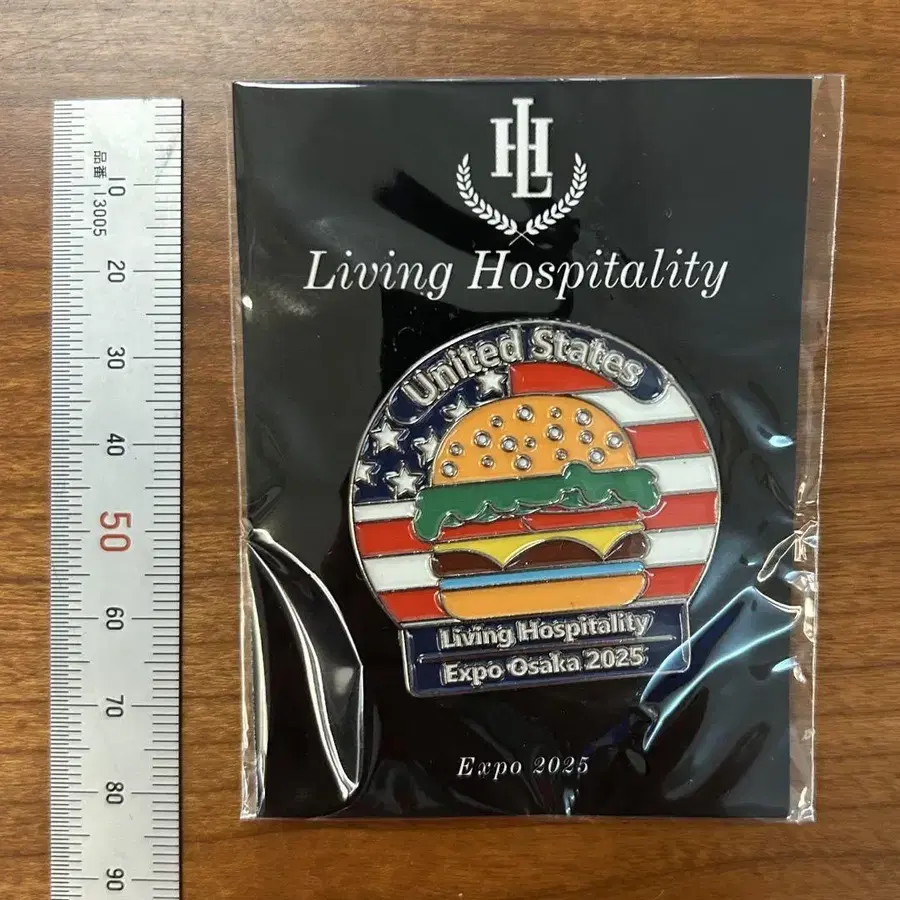 HL
Living Hospitality
United States
Living Hospitality
Expo Osaka 2025
Expo 2025
品番 13005
10
20
30
40
50
60
70
80
90